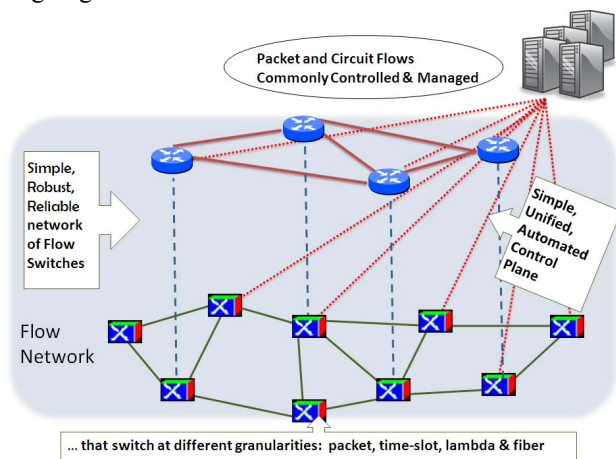 Packet and Circuit Flows
Commonly Controlled & Managed
Simple,
Robust,
Reliable
network
of Flow
Switches
Simple,
Unified,
Automated
Control
Plane
Flow
Network
... that switch at different granularities: packet, time-slot, lambda & fiber